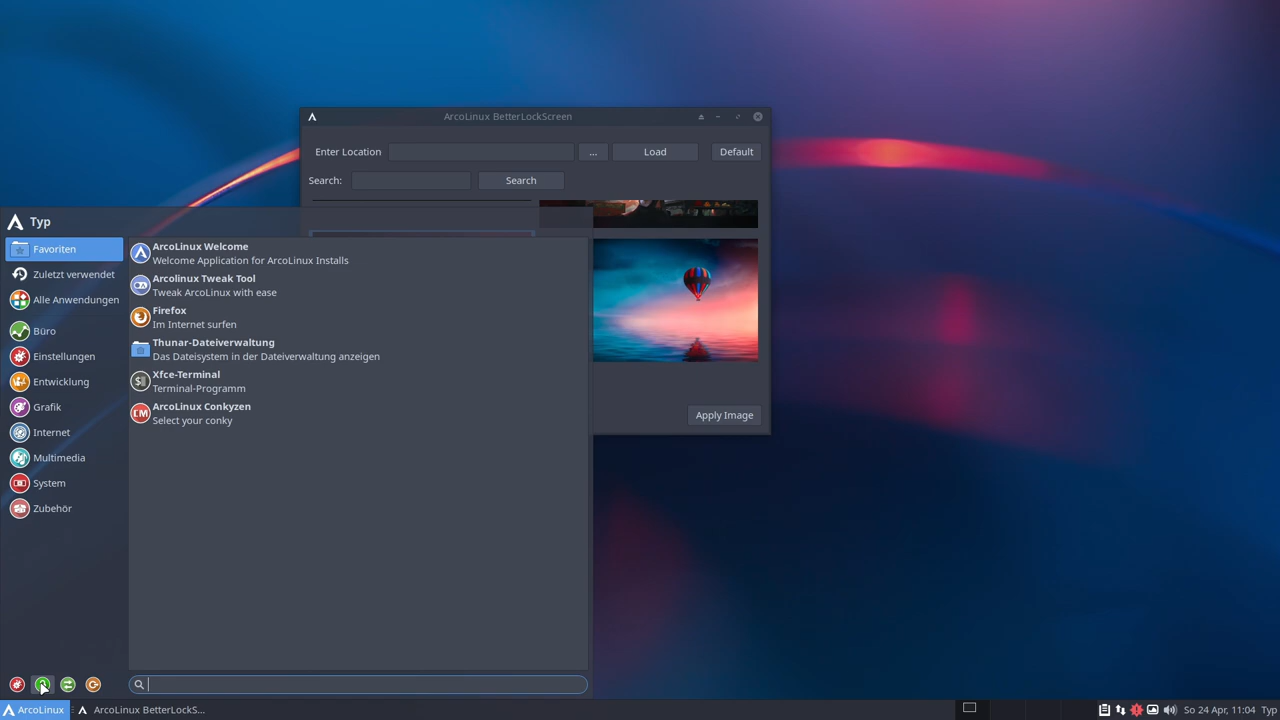 ArcoLinux BetterLockScreen
Enter Location
...
Load
Default
Search:
Search
Typ
Favoriten
Zuletzt verwendet
Alle Anwendungen
Büro
Einstellungen
Entwicklung
Grafik
Internet
Multimedia
System
Zubehör
ArcoLinux Welcome
Welcome Application for ArcoLinux Installs
Arcolinux Tweak Tool
Tweak ArcoLinux with ease
Firefox
Im Internet surfen
Thunar-Dateiverwaltung
Das Dateisystem in der Dateiverwaltung anzeigen
Xfce-Terminal
Terminal-Programm
CM
ArcoLinux Conkyzen
Select your conky
Apply Image
ArcoLinux
ArcoLinux BetterLockS...
So 24 Apr, 11:04
Typ